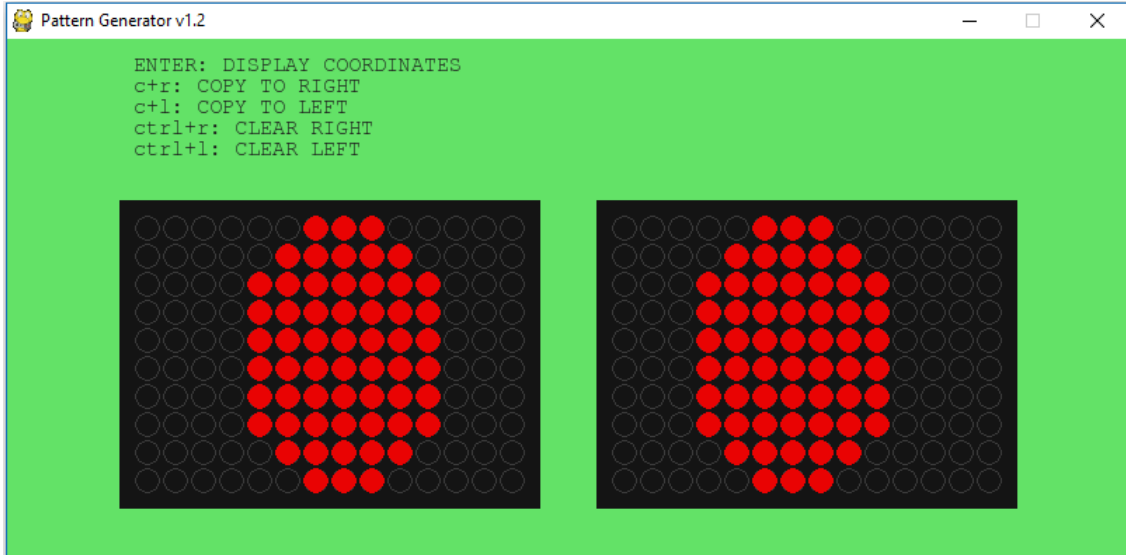 Pattern Generator v1.2
ENTER: DISPLAY COORDINATES
c+r: COPY TO RIGHT
c+l: COPY TO LEFT
ctrl+r: CLEAR RIGHT
ctrl+l: CLEAR LEFT